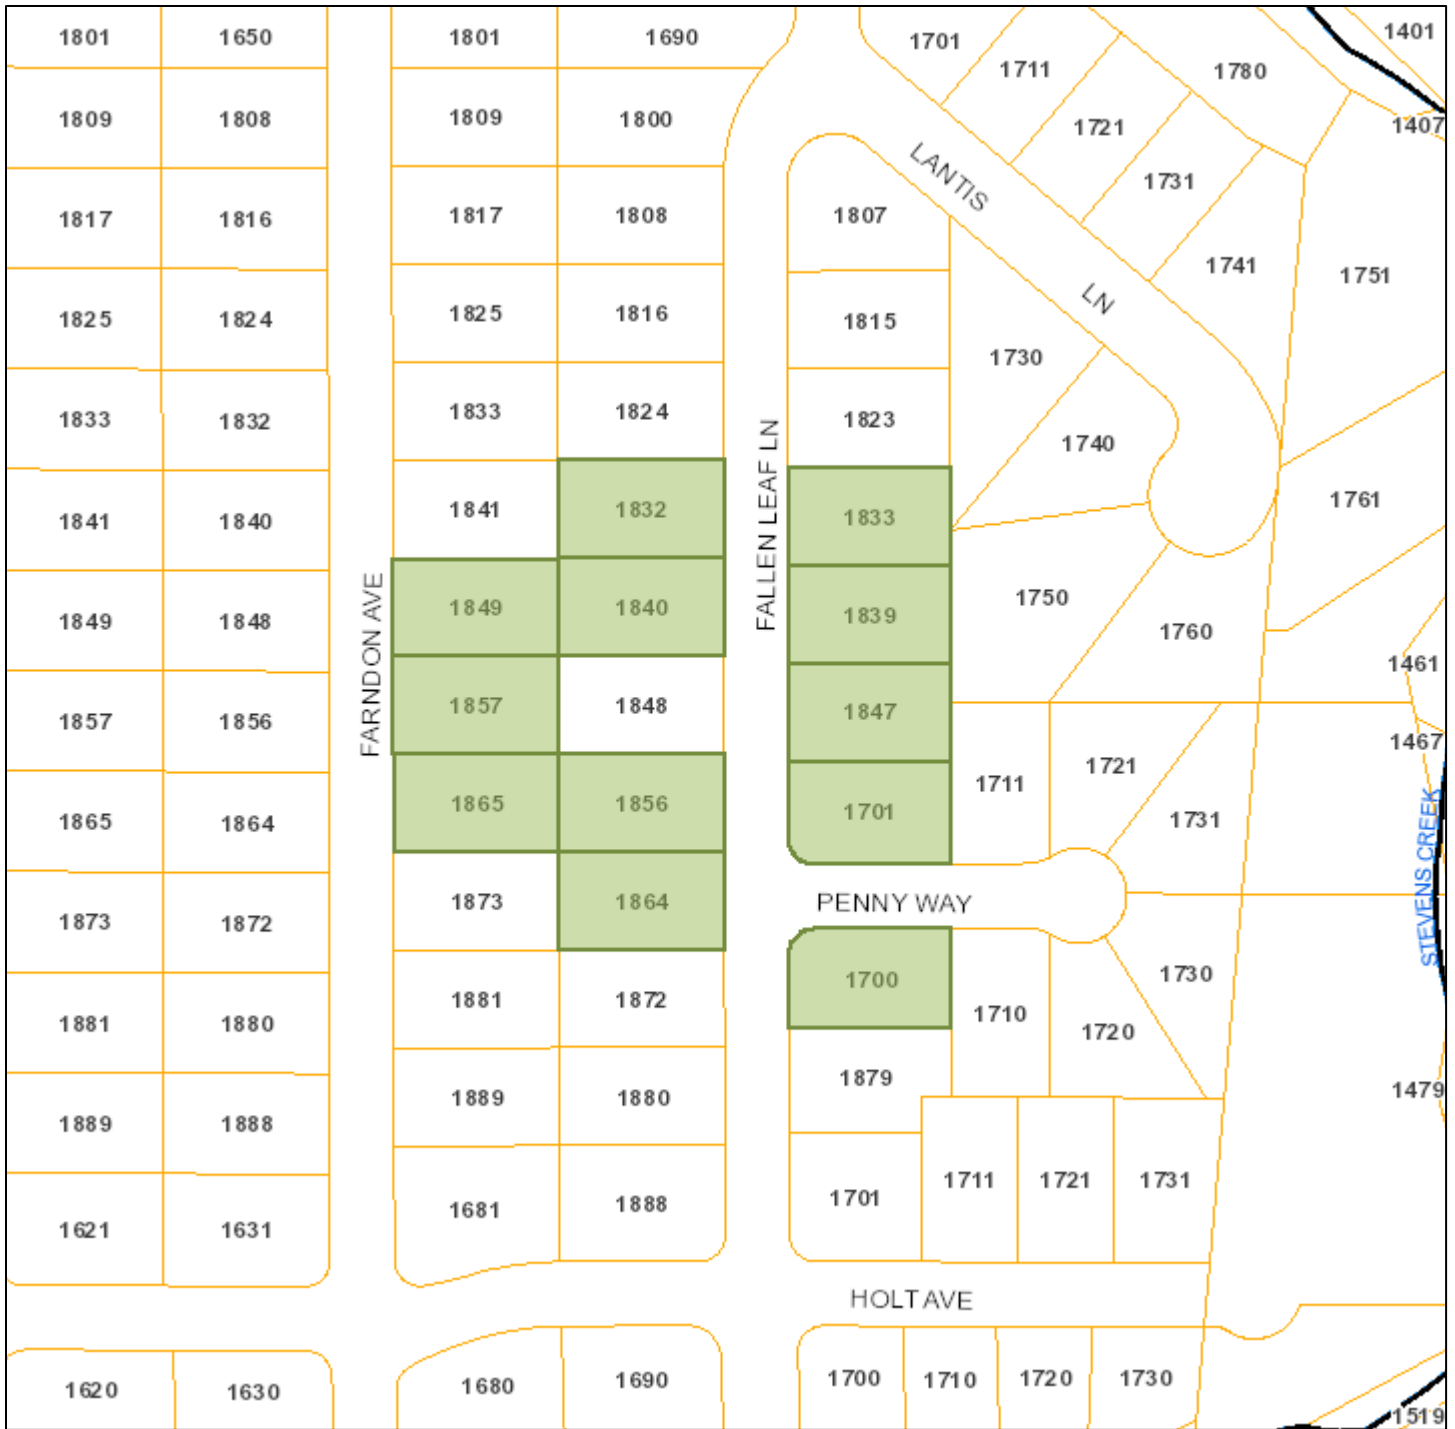 1801 1650 1801 1690 1701 1711 1780 1401
1809 1808 1809 1800 1721 1407
1817 1816 1817 1808 1807 1731
LANTIS LN
1741 1751
1825 1824 1825 1816 1815
1730
1833 1832 1833 1824 1823 1740
1841 1840 1841 1832 1833 1761
FARNDON AVE
FALLEN LEAF LN
1849 1848 1849 1840 1839 1750 1760
1461
1857 1856 1857 1848 1847
1467
1711 1721 1731
1865 1864 1865 1856 1701
STEVENS CREEK
1873 1872 1873 1864
PENNY WAY
1881 1880 1881 1872 1700 1710 1720 1730
1889 1888 1889 1880 1879 1479
1621 1631 1681 1888 1701 1711 1721 1731
HOLT AVE
1620 1630 1680 1690 1700 1710 1720 1730
1519